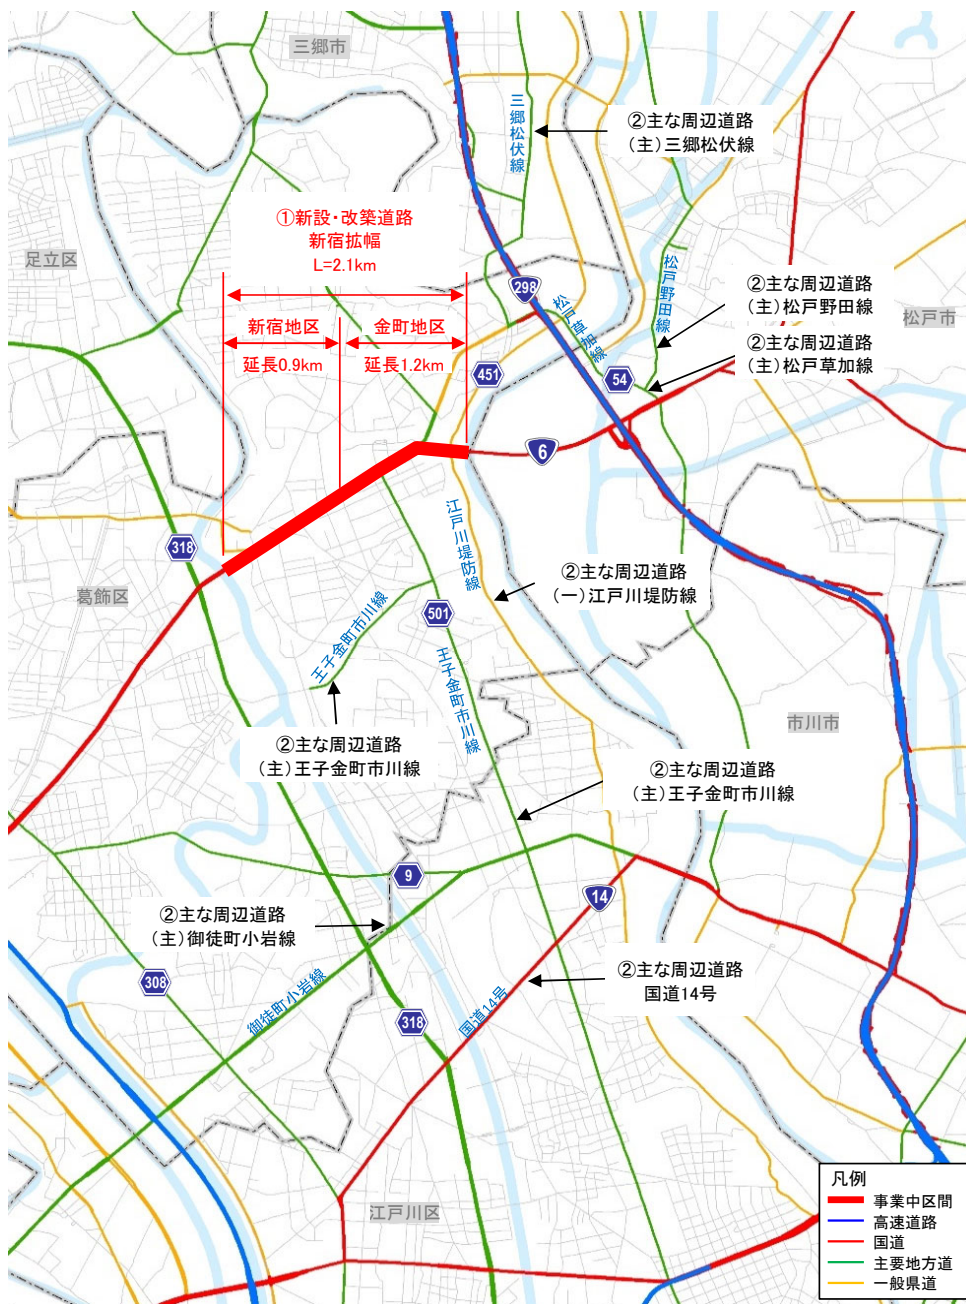 三郷市
三郷松伏線
②主な周辺道路
(主)三郷松伏線
①新設・改築道路
新宿拡幅
L=2.1km
足立区
新宿地区
金町地区
延長0.9km
延長1.2km
298
松戸草加線
松戸野田線
②主な周辺道路
(主)松戸野田線
松戸市
②主な周辺道路
(主)松戸草加線
451
54
6
318
江戸川堤防線
②主な周辺道路
(一)江戸川堤防線
葛飾区
501
王子金町市川線
王子金町市川線
市川市
②主な周辺道路
(主)王子金町市川線
②主な周辺道路
(主)王子金町市川線
9
14
②主な周辺道路
(主)御徒町小岩線
308
御徒町小岩線
318
国道14号
②主な周辺道路
国道14号
江戸川区
凡例
事業中区間
高速道路
国道
主要地方道
一般県道